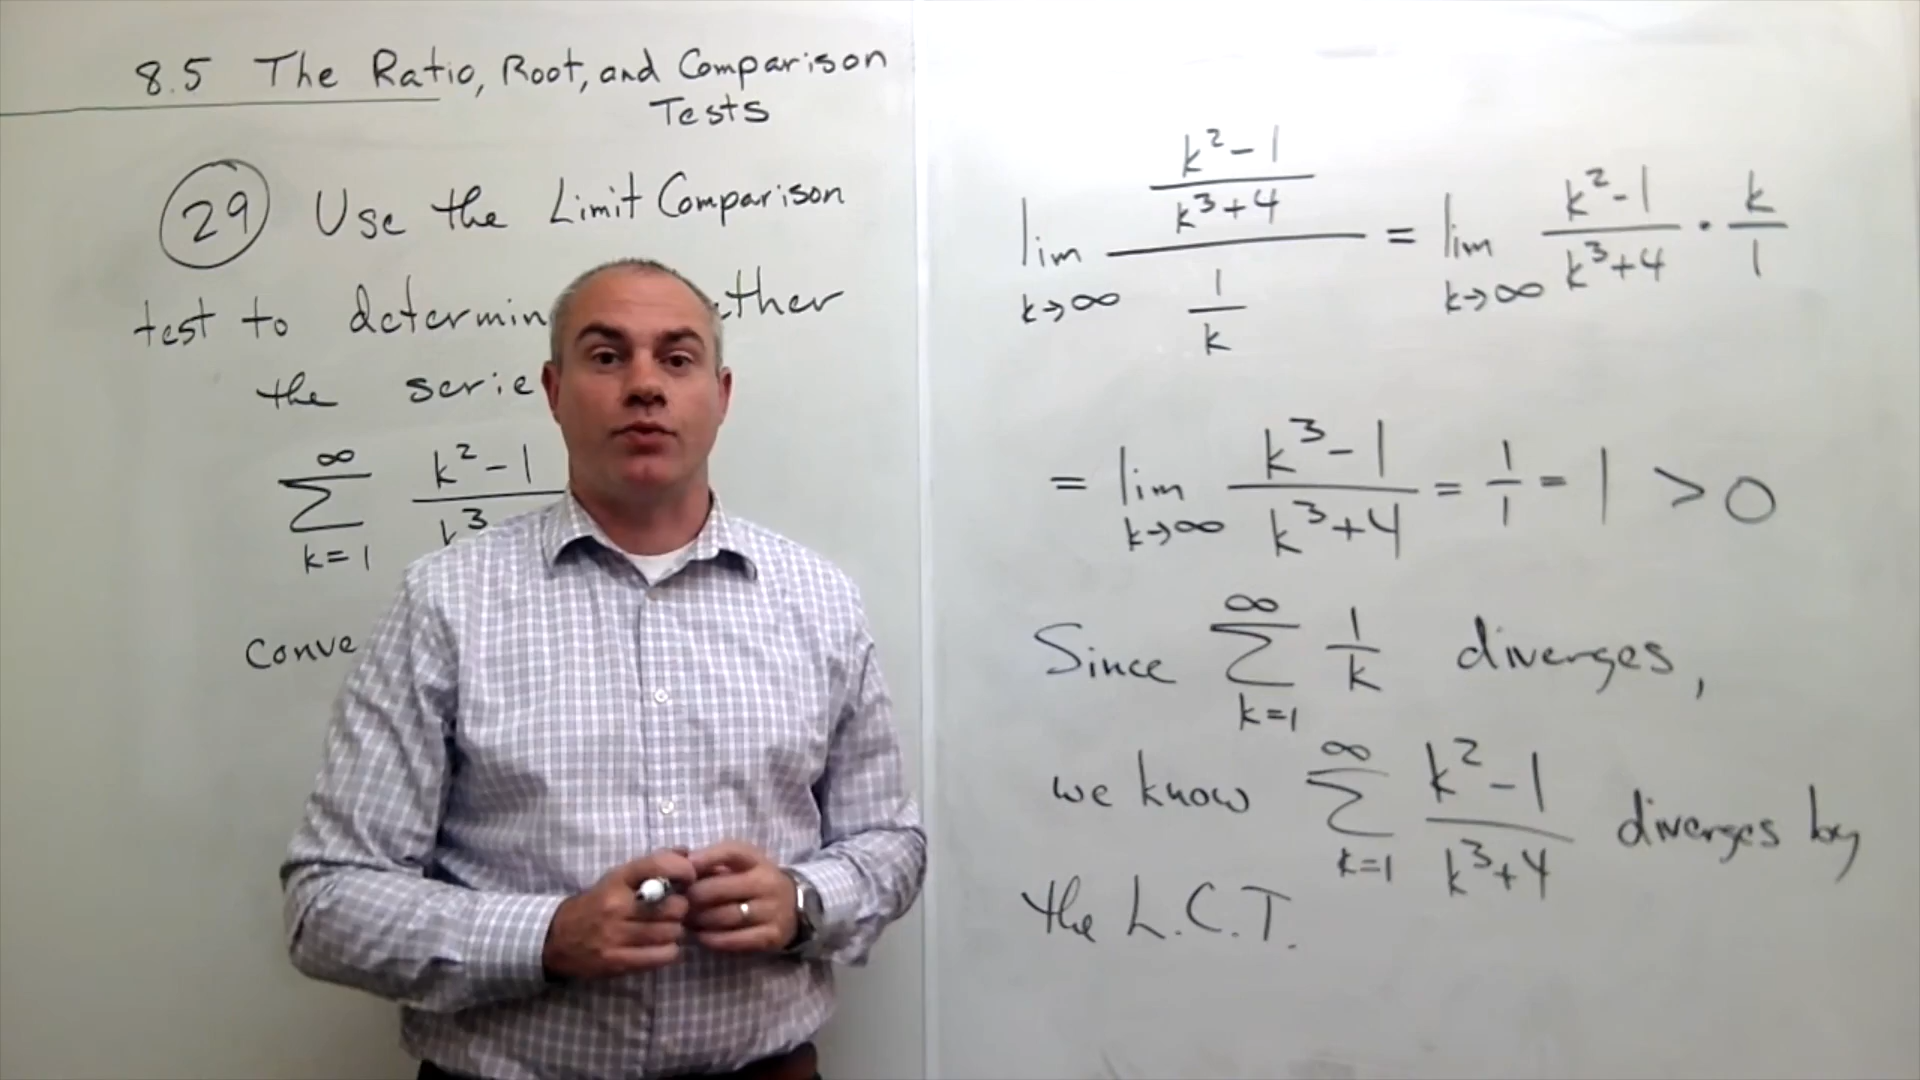 8.5 The Ratio, Root, and Comparison
Tests
29 Use the Limit Comparison
test to determin ether
the serie
∞
∑ k² - 1 / k³
k=1
conve
lim k→∞ ((k² - 1)/(k³ + 4)) / (1/k) = lim k→∞ (k² - 1)/(k³ + 4) · k/1
= lim k→∞ (k³ - 1)/(k³ + 4) = 1/1 = 1 > 0
Since ∞∑k=1 1/k diverges,
we know ∞∑k=1 (k² - 1)/(k³ + 4) diverges by
the L.C.T.